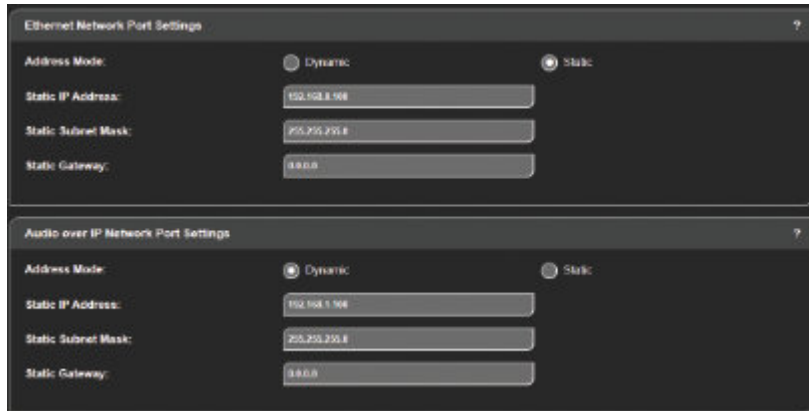 Ethernet Network Port Settings ?
Address Mode: Dynamic Static
Static IP Address: 192.168.0.100
Static Subnet Mask: 255.255.255.0
Static Gateway: 0.0.0.0
Audio over IP Network Port Settings ?
Address Mode: Dynamic Static
Static IP Address: 192.168.1.100
Static Subnet Mask: 255.255.255.0
Static Gateway: 0.0.0.0